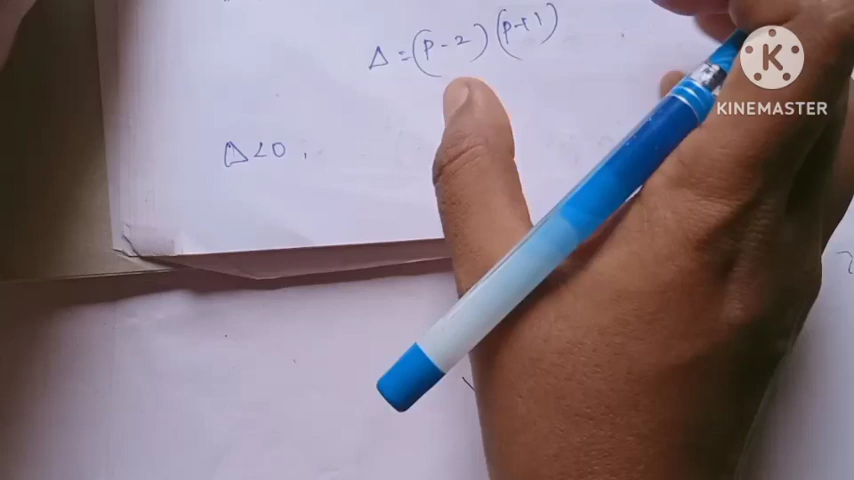 Δ = (p-2)(p+1)
Δ<0,
KINEMASTER